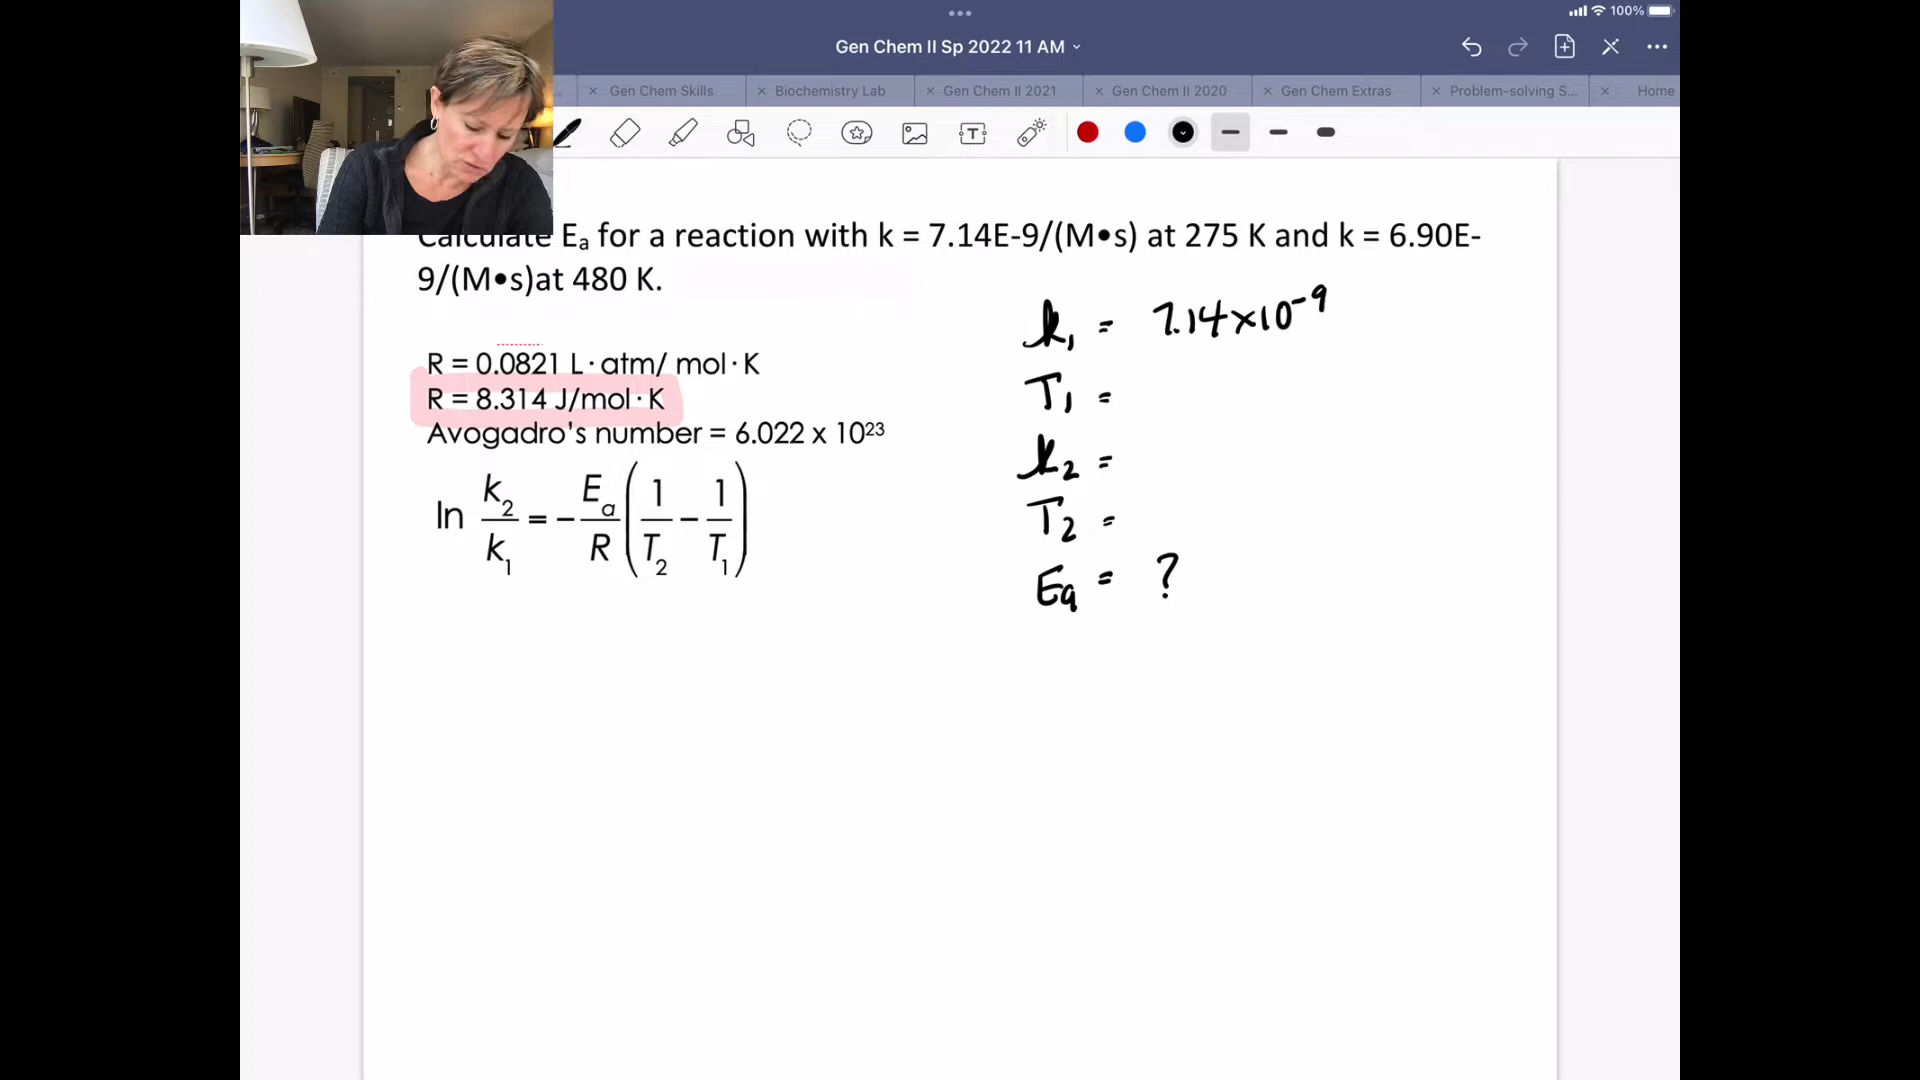 100%
Gen Chem II Sp 2022 11 AM
Gen Chem Skills
Biochemistry Lab
Gen Chem II 2021
Gen Chem II 2020
Gen Chem Extras
Problem-solving S...
Home
T
Calculate Eₐ for a reaction with k = 7.14E-9/(M•s) at 275 K and k = 6.90E-
9/(M•s)at 480 K.
R = 0.0821 L · atm/ mol · K
R = 8.314 J/mol · K
Avogadro’s number = 6.022 x 10²³
ln k₂/k₁ = – Eₐ/R (1/T₂ – 1/T₁)
k₁ = 7.14×10⁻⁹
T₁ =
k₂ =
T₂ =
Ea = ?